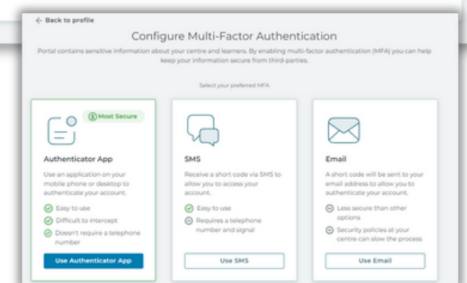 ← Back to profile
Configure Multi-Factor Authentication
Portal contains sensitive information about your centre and learners. By enabling multi-factor authentication (MFA) you can help
keep your information secure from third-parties.
Select your preferred MFA
Most Secure
Authenticator App
Use an application on your
mobile phone or desktop to
authenticate your account.
Easy to use
Difficult to intercept
Doesn't require a telephone
number
Use Authenticator App
SMS
Receive a short code via SMS to
allow you to access your
account.
Easy to use
Requires a telephone
number and signal
Use SMS
Email
A short code will be sent to your
email address to allow you to
authenticate your account.
Less secure than other
options
Security policies at your
centre can slow the process
Use Email